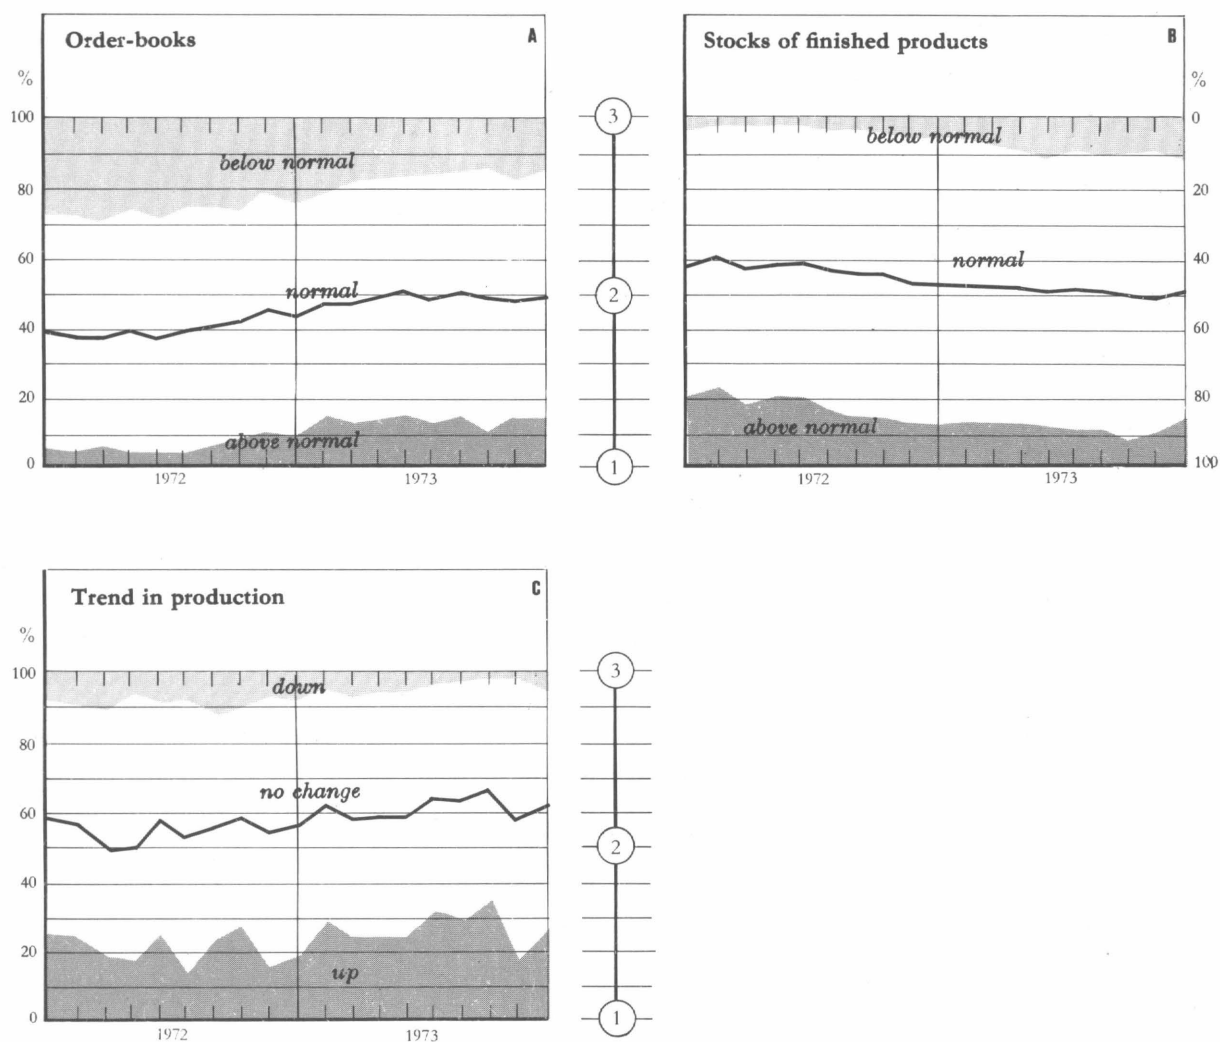 Order-books A
%
100
below normal
80
60
normal
40
20
above normal
0
1972 1973
3
2
1
Stocks of finished products B
%
0
below normal
20
normal
40
60
80
above normal
100
1972 1973
Trend in production C
%
100
down
80
no change
60
40
20
up
0
1972 1973
3
2
1